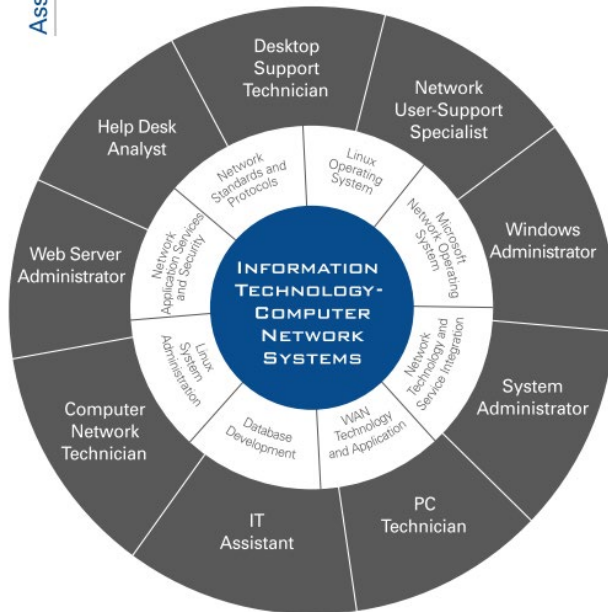 Ass
Desktop
Support
Technician
Network
User-Support
Specialist
Windows
Administrator
System
Administrator
PC
Technician
IT
Assistant
Computer
Network
Technician
Web Server
Administrator
Help Desk
Analyst
Network
Standards and
Protocols
Linux
Operating
System
Microsoft
Network Operating
System
Network
Technology and
Service Integration
WAN
Technology
and Application
Database
Development
Linux
System
Administration
Network
Application Services
and Security
INFORMATION
TECHNOLOGY-
COMPUTER
NETWORK
SYSTEMS